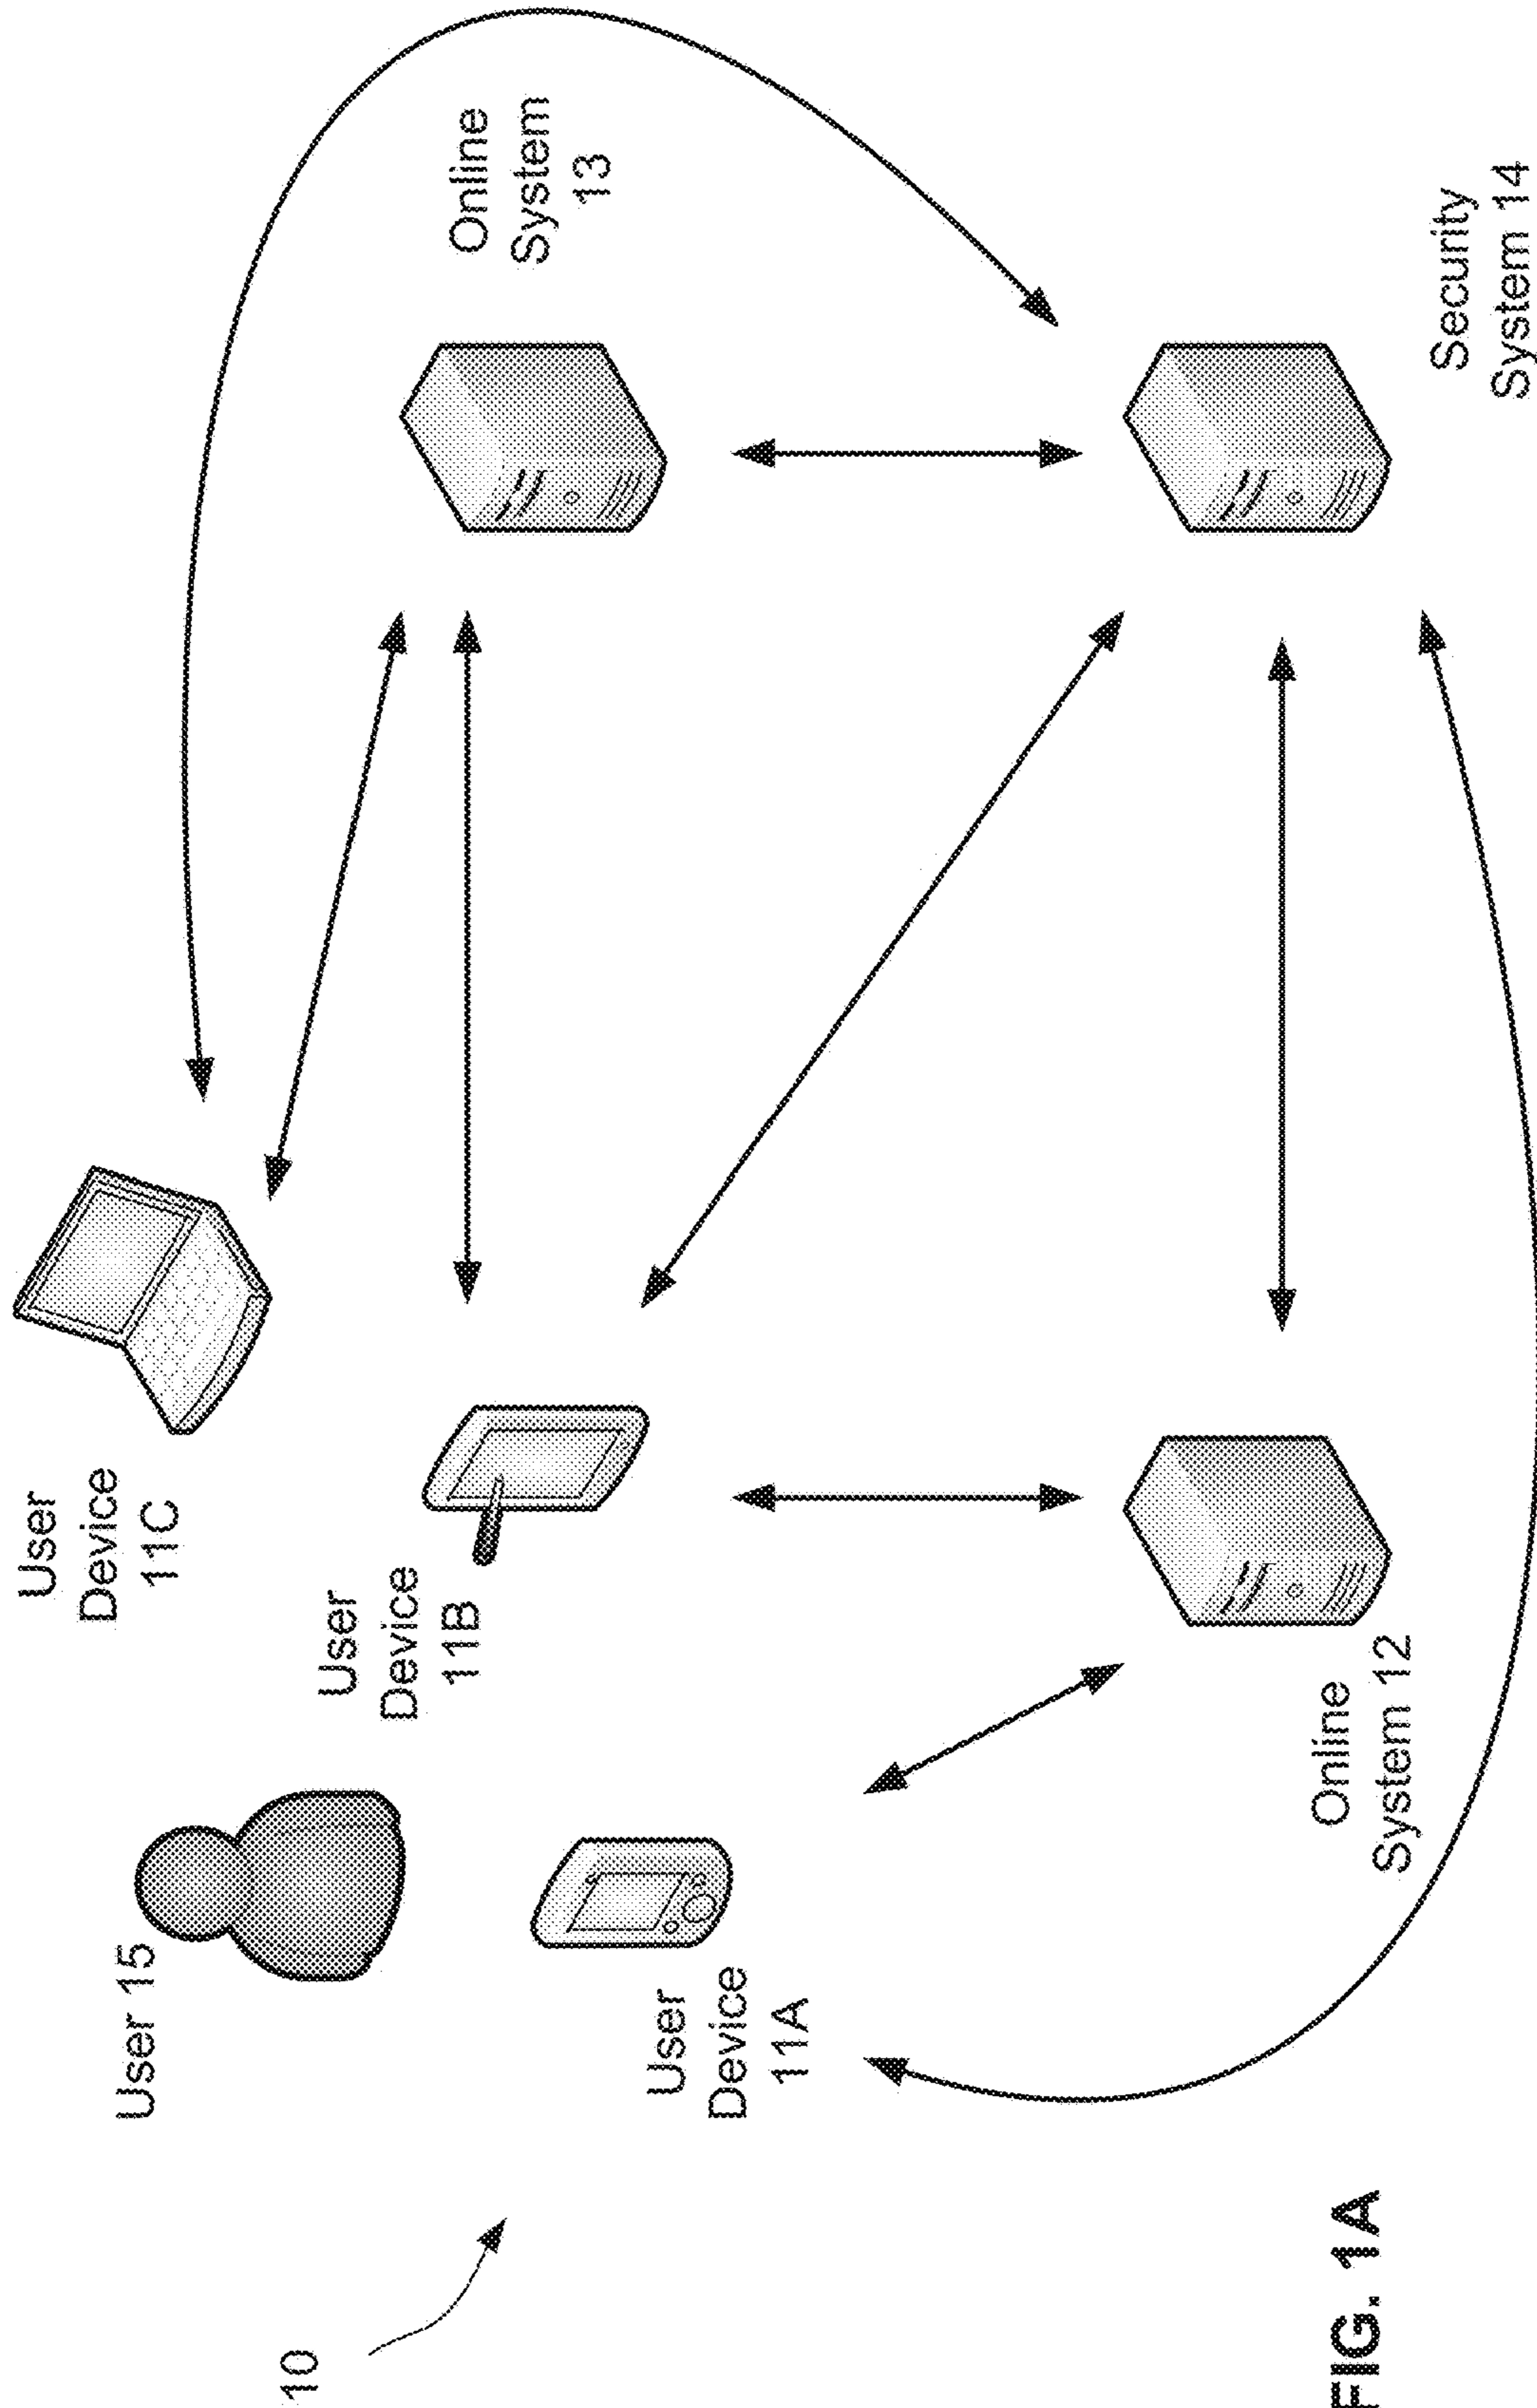 10
User 15
User
Device
11C
User
Device
11B
User
Device
11A
Online
System
13
Online
System 12
Security
System 14
FIG. 1A